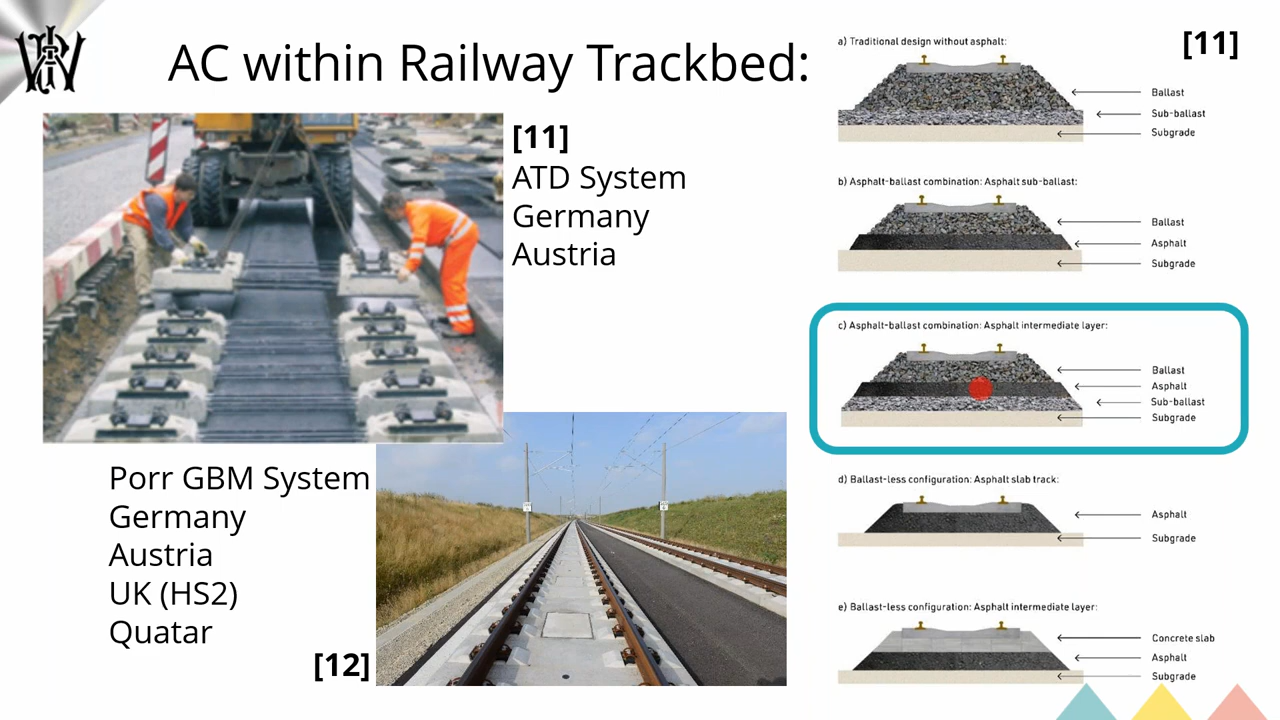 AC within Railway Trackbed:
[11]
ATD System
Germany
Austria
Porr GBM System
Germany
Austria
UK (HS2)
Quatar
[12]
[11]
a) Traditional design without asphalt:
Ballast
Sub-ballast
Subgrade
b) Asphalt-ballast combination: Asphalt sub-ballast:
Ballast
Asphalt
Subgrade
c) Asphalt-ballast combination: Asphalt intermediate layer:
Ballast
Asphalt
Sub-ballast
Subgrade
d) Ballast-less configuration: Asphalt slab track:
Asphalt
Subgrade
e) Ballast-less configuration: Asphalt intermediate layer:
Concrete slab
Asphalt
Subgrade